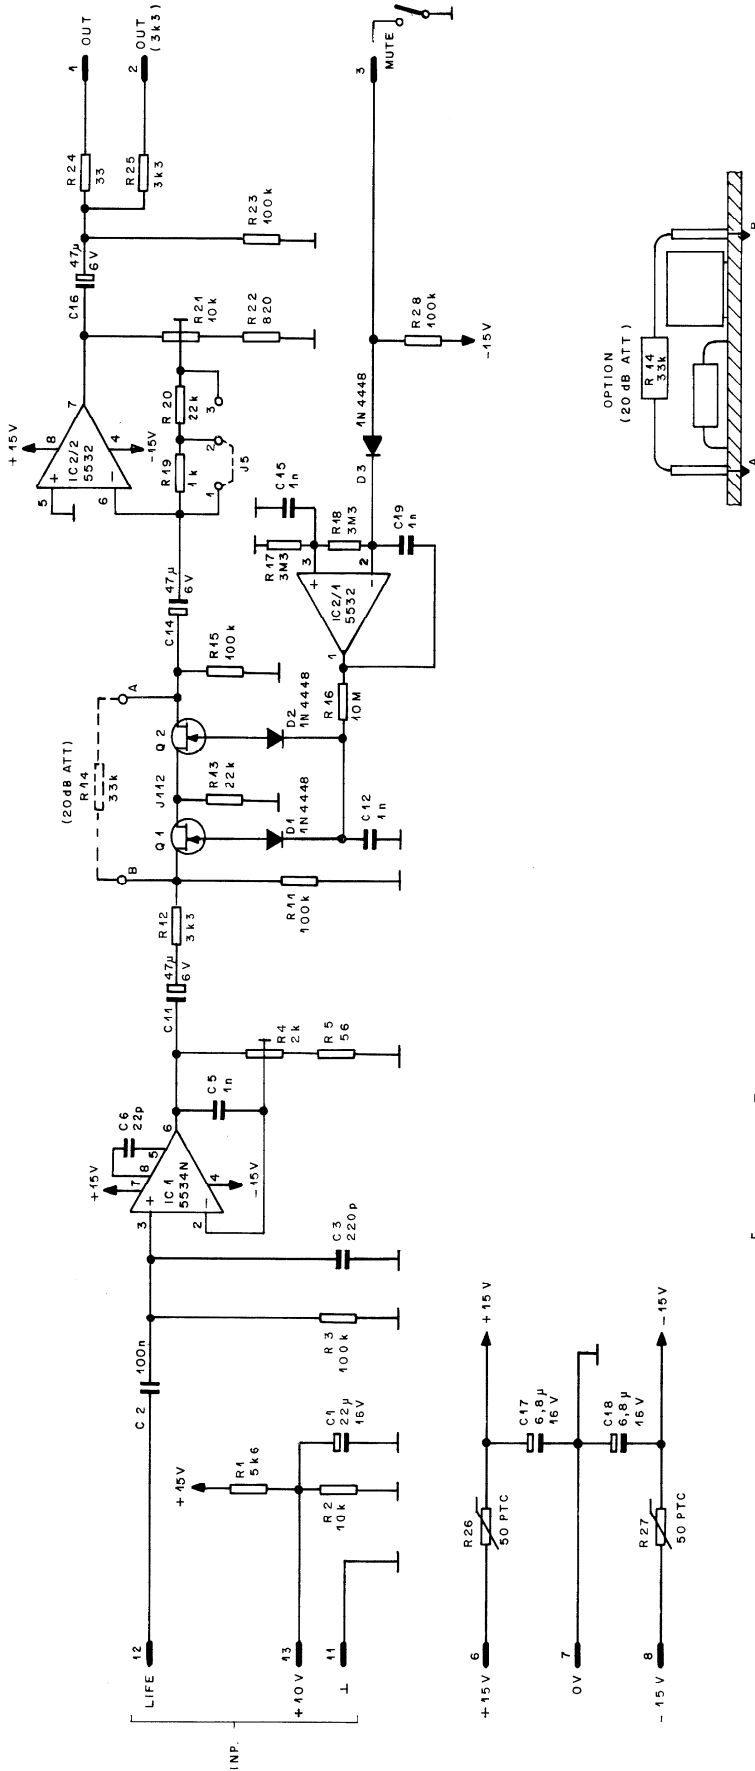 INP.
LIFE
12
+10V
13
⊥
11
C2
100n
R3
100k
C3
220p
+15V
R1
5k6
R2
10k
C1
22µ
16V
3
2
+15V
7
8
5
C6
22p
IC1
5534N
4
-15V
6
C5
1n
R4
2k
R5
56
C11
47µ
6V
R12
3k3
R11
100k
B
A
(20dB ATT)
R14
33k
Q1
J112
Q2
R13
22k
D1
1N4448
D2
1N4448
C12
1n
R15
100k
C14
47µ
6V
R16
10M
1
IC2/1
5532
3
2
R17
3M3
R18
3M3
C15
1n
C19
1n
D3
1N4448
R28
100k
-15V
3
MUTE
5
6
+15V
8
IC2/2
5532
4
-15V
7
R19
1k
R20
22k
1
2
3
J5
R21
10k
R22
820
C16
47µ
6V
R23
100k
R24
33
R25
3k3
1
OUT
2
OUT
(3k3)
+15V
6
R26
50 PTC
+15V
0V
7
C17
6,8µ
16V
C18
6,8µ
16V
-15V
8
R27
50 PTC
-15V
OPTION
(20dB ATT)
R14
33k
A
B